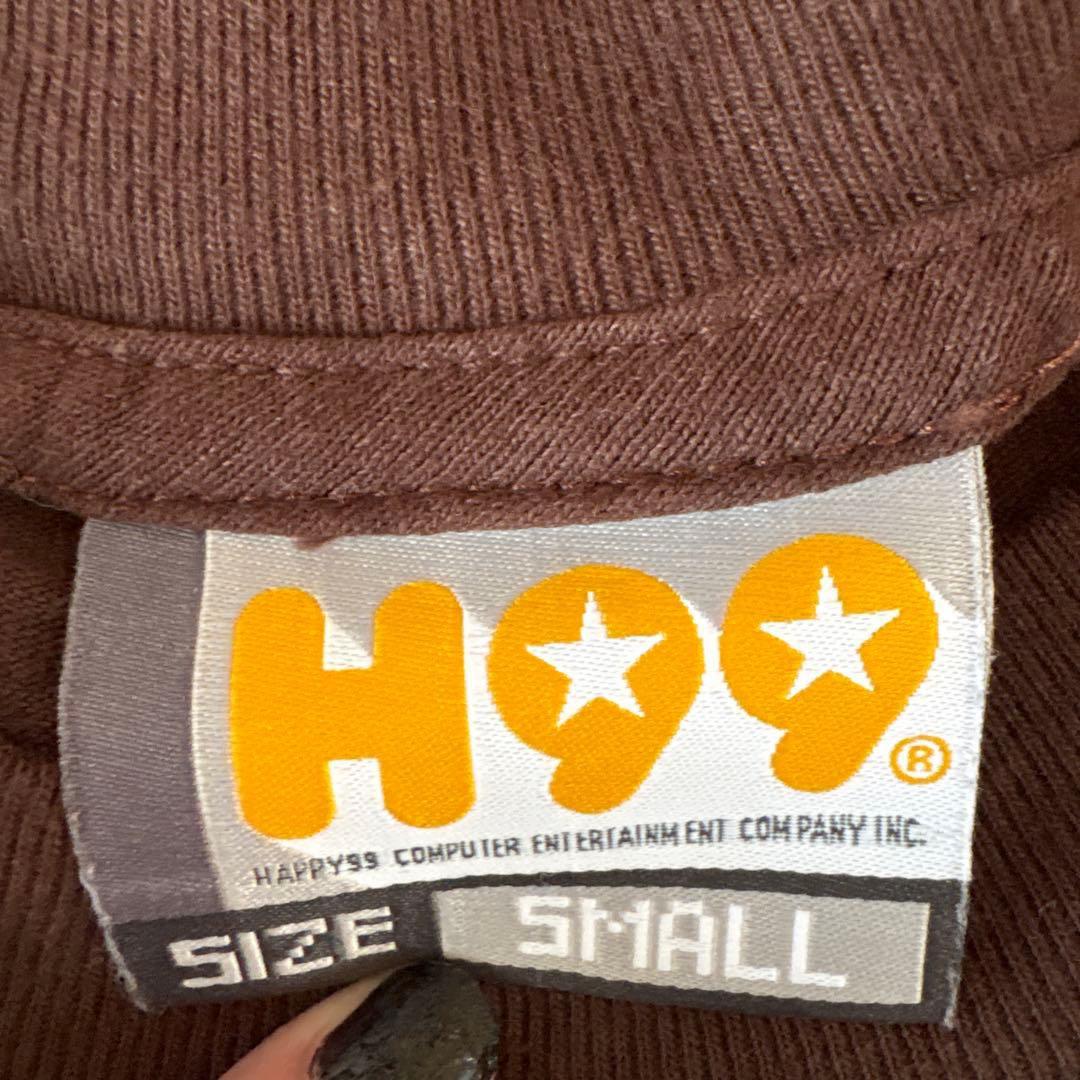 H99®
HAPPY99 COMPUTER ENTERTAINMENT COMPANY INC.
SIZE SMALL